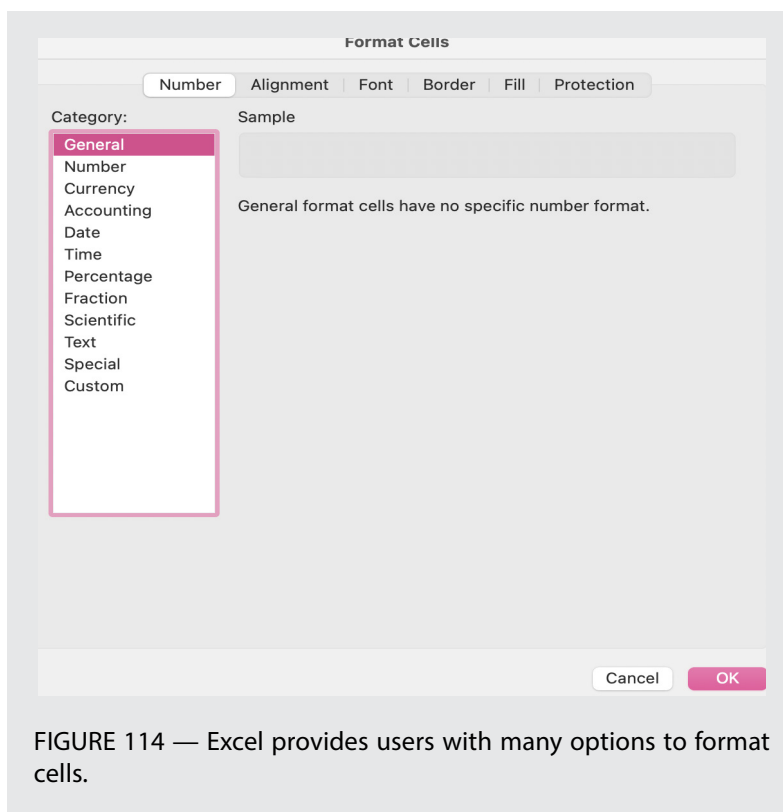 Format Cells
Number Alignment Font Border Fill Protection
Category:
General
Number
Currency
Accounting
Date
Time
Percentage
Fraction
Scientific
Text
Special
Custom
Sample
General format cells have no specific number format.
Cancel OK
FIGURE 114 — Excel provides users with many options to format
cells.